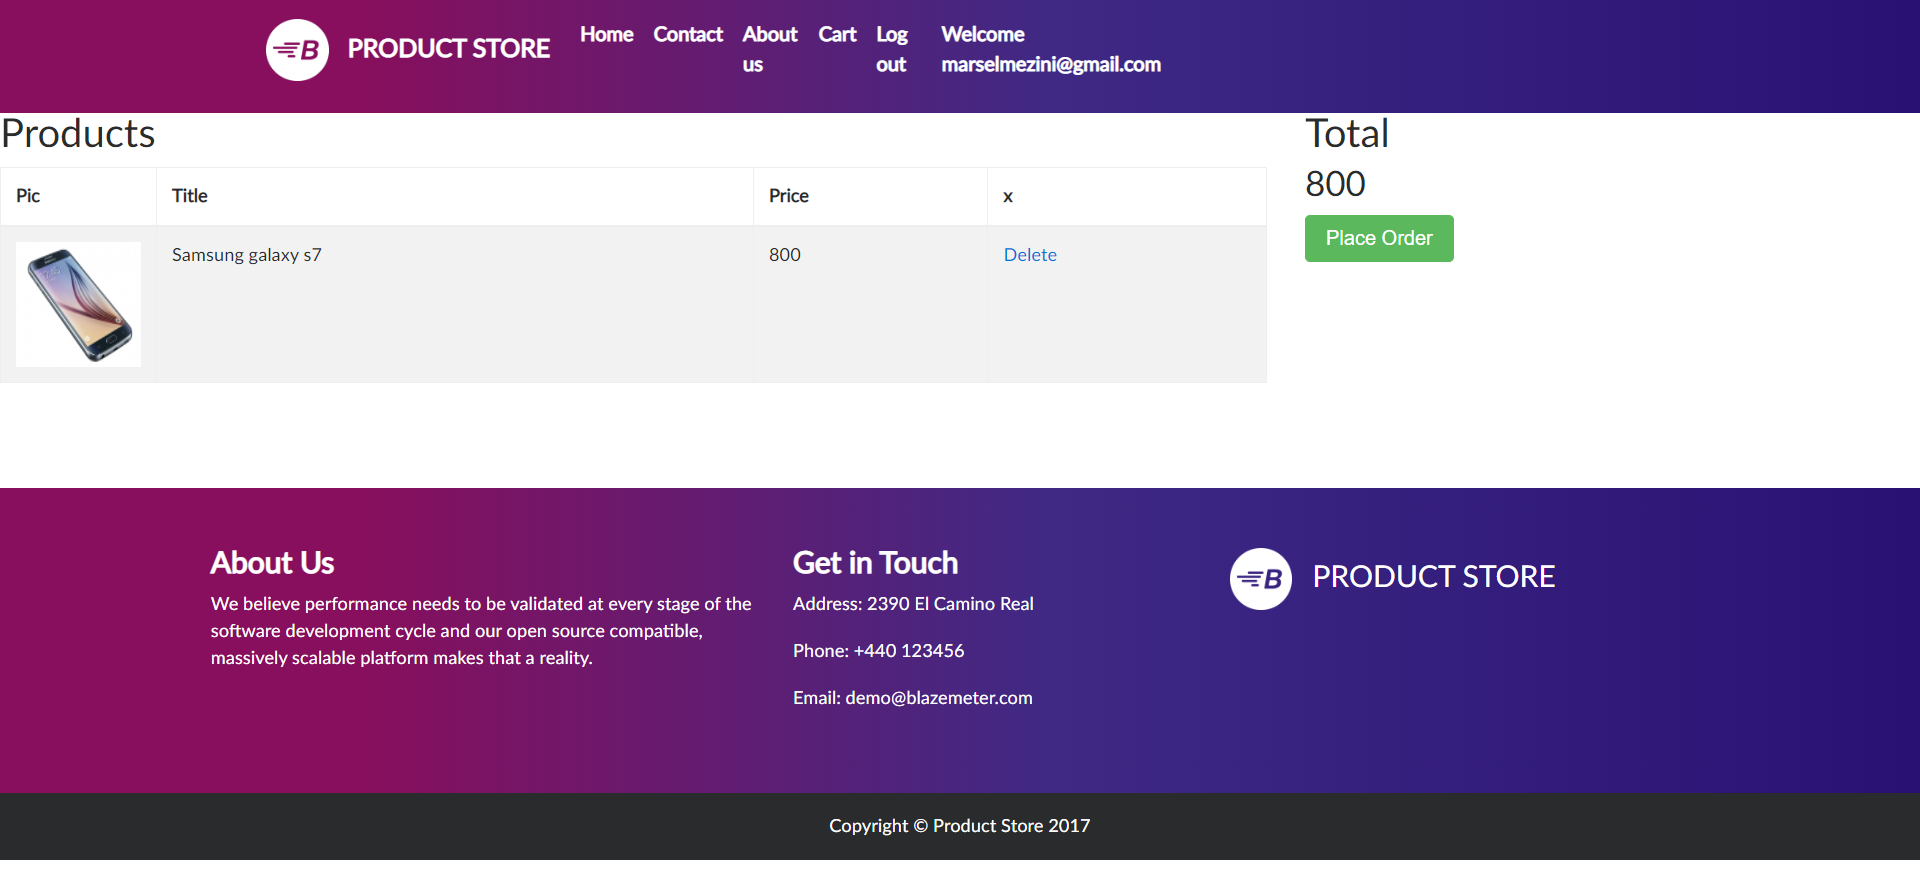 B PRODUCT STORE Home Contact About us Cart Log out Welcome marselmezini@gmail.com
Products
Total
800
Place Order
Pic Title Price x
Samsung galaxy s7 800 Delete
About Us
We believe performance needs to be validated at every stage of the
software development cycle and our open source compatible,
massively scalable platform makes that a reality.
Get in Touch
Address: 2390 El Camino Real
Phone: +440 123456
Email: demo@blazemeter.com
B PRODUCT STORE
Copyright © Product Store 2017